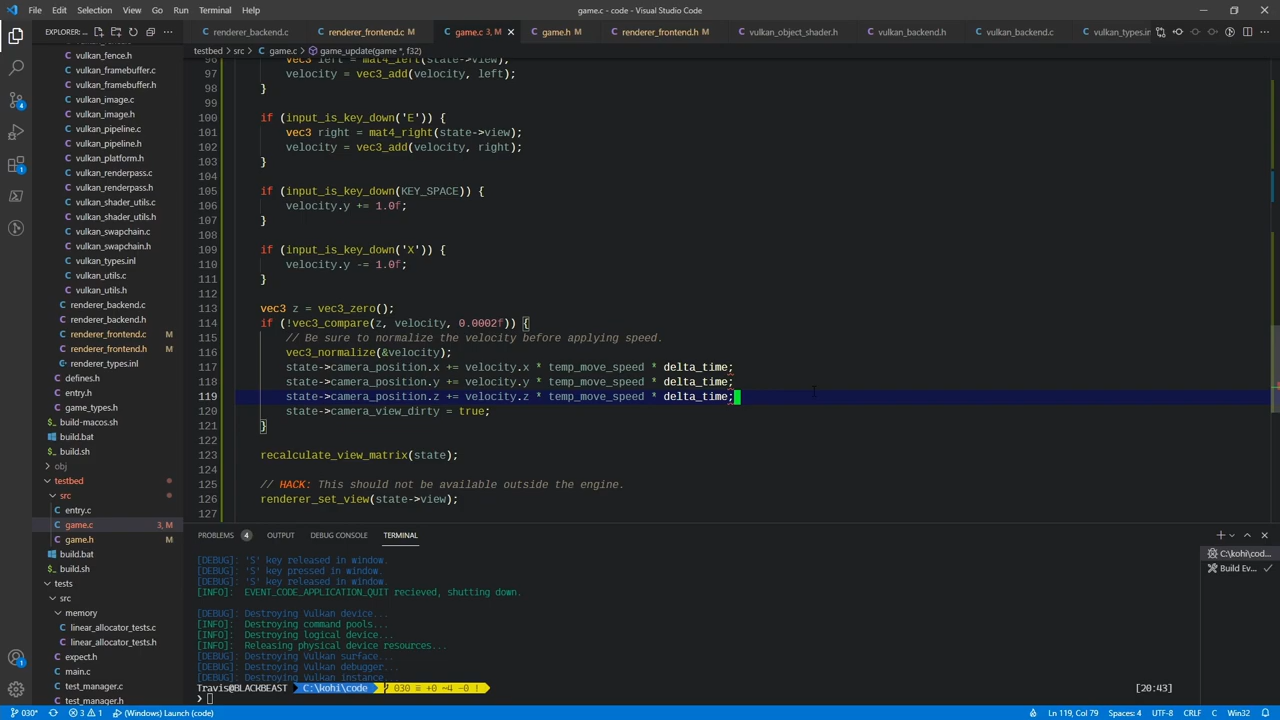 File Edit Selection View Go Run Terminal Help
game.c - code - Visual Studio Code
EXPLORER: ...
renderer_backend.c
renderer_frontend.c M
game.c 3, M
game.h M
renderer_frontend.h M
vulkan_object_shader.h
vulkan_backend.h
vulkan_backend.c
vulkan_types.in
testbed > src > game.c > game_update(game *, f32)
vulkan_fence.h
vulkan_framebuffer.c
vulkan_framebuffer.h
vulkan_image.c
vulkan_image.h
vulkan_pipeline.c
vulkan_pipeline.h
vulkan_platform.h
vulkan_renderpass.c
vulkan_renderpass.h
vulkan_shader_utils.c
vulkan_shader_utils.h
vulkan_swapchain.c
vulkan_swapchain.h
vulkan_types.inl
vulkan_utils.c
vulkan_utils.h
renderer_backend.c
renderer_backend.h
renderer_frontend.c M
renderer_frontend.h M
renderer_types.inl
defines.h
entry.h
game_types.h
build-macos.sh
build.bat
build.sh
obj
testbed
src
entry.c
game.c 3, M
game.h M
build.bat
build.sh
tests
src
memory
linear_allocator_tests.c
linear_allocator_tests.h
expect.h
main.c
test_manager.c
test_manager.h
96 vec3 left = mat4_left(state->view);
97 velocity = vec3_add(velocity, left);
98 }
99
100 if (input_is_key_down('E')) {
101 vec3 right = mat4_right(state->view);
102 velocity = vec3_add(velocity, right);
103 }
104
105 if (input_is_key_down(KEY_SPACE)) {
106 velocity.y += 1.0f;
107 }
108
109 if (input_is_key_down('X')) {
110 velocity.y -= 1.0f;
111 }
112
113 vec3 z = vec3_zero();
114 if (!vec3_compare(z, velocity, 0.0002f)) {
115 // Be sure to normalize the velocity before applying speed.
116 vec3_normalize(&velocity);
117 state->camera_position.x += velocity.x * temp_move_speed * delta_time;
118 state->camera_position.y += velocity.y * temp_move_speed * delta_time;
119 state->camera_position.z += velocity.z * temp_move_speed * delta_time;
120 state->camera_view_dirty = true;
121 }
122
123 recalculate_view_matrix(state);
124
125 // HACK: This should not be available outside the engine.
126 renderer_set_view(state->view);
127
PROBLEMS 4 OUTPUT DEBUG CONSOLE TERMINAL
[DEBUG]: 'S' key released in window.
[DEBUG]: 'S' key pressed in window.
[DEBUG]: 'S' key released in window.
[INFO]: EVENT_CODE_APPLICATION_QUIT recieved, shutting down.
[DEBUG]: Destroying Vulkan device...
[INFO]: Destroying command pools...
[INFO]: Destroying logical device...
[INFO]: Releasing physical device resources...
[DEBUG]: Destroying Vulkan surface...
[DEBUG]: Destroying Vulkan debugger...
[DEBUG]: Destroying Vulkan instance...
Travis@BLACKBEAST C:\kohi\code 030 ≡ +0 ~4 -0 ! [20:43]
C:\kohi\co...
Build Ev...
030* 3 1 (Windows) Launch (code)
Ln 119, Col 79 Spaces: 4 UTF-8 CRLF C Win32